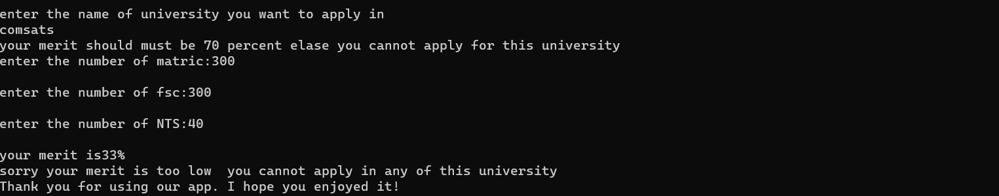 enter the name of university you want to apply in
comsats
your merit should must be 70 percent elase you cannot apply for this university
enter the number of matric:300
enter the number of fsc:300
enter the number of NTS:40
your merit is33%
sorry your merit is too low  you cannot apply in any of this university
Thank you for using our app. I hope you enjoyed it!